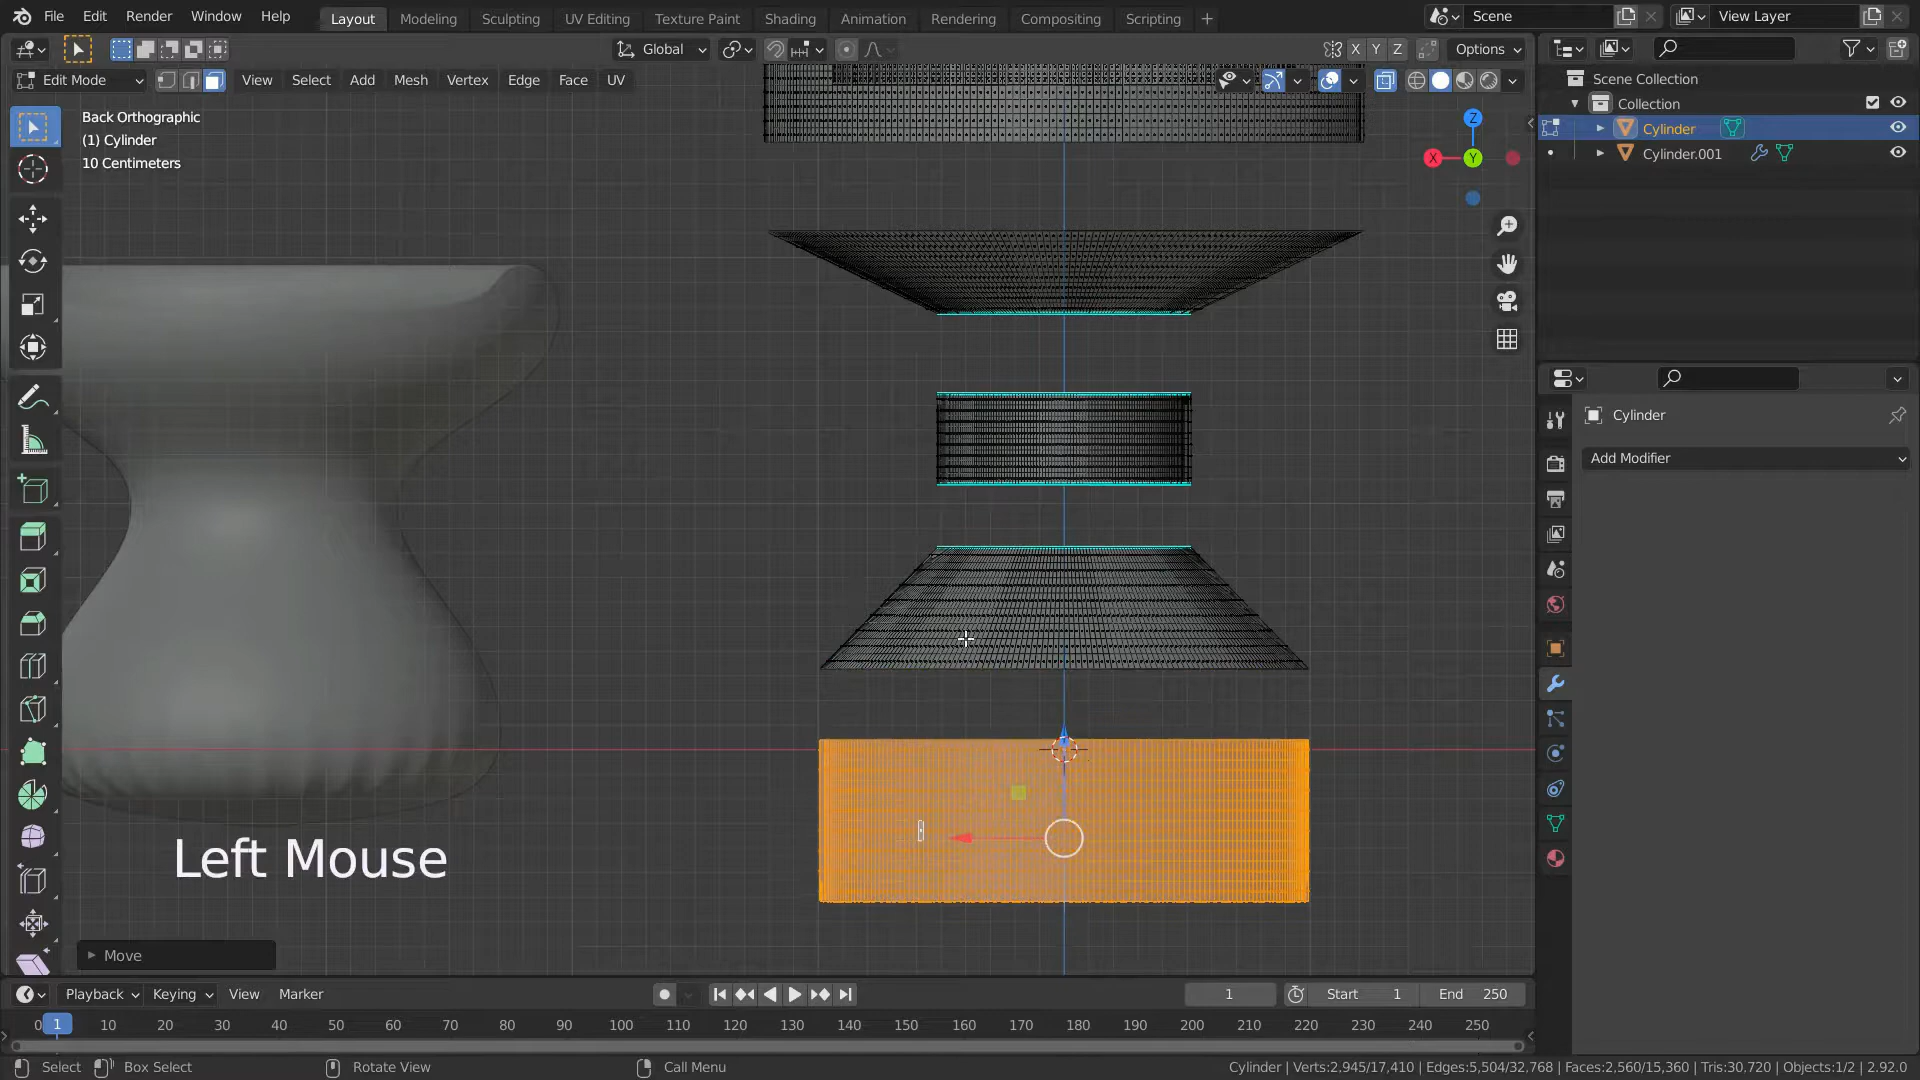 File Edit Render Window Help
Layout Modeling Sculpting UV Editing Texture Paint Shading Animation Rendering Compositing Scripting +
Scene
View Layer
Global
X Y Z
Options
Edit Mode
View Select Add Mesh Vertex Edge Face UV
Back Orthographic
(1) Cylinder
10 Centimeters
Z
X
Y
Scene Collection
Collection
Cylinder
Cylinder.001
Cylinder
Add Modifier
Left Mouse
Move
Playback Keying View Marker
1
Start 1
End 250
0 1 10 20 30 40 50 60 70 80 90 100 110 120 130 140 150 160 170 180 190 200 210 220 230 240 250
Select Box Select Rotate View Call Menu
Cylinder | Verts:2,945/17,410 | Edges:5,504/32,768 | Faces:2,560/15,360 | Tris:30,720 | Objects:1/2 | 2.92.0